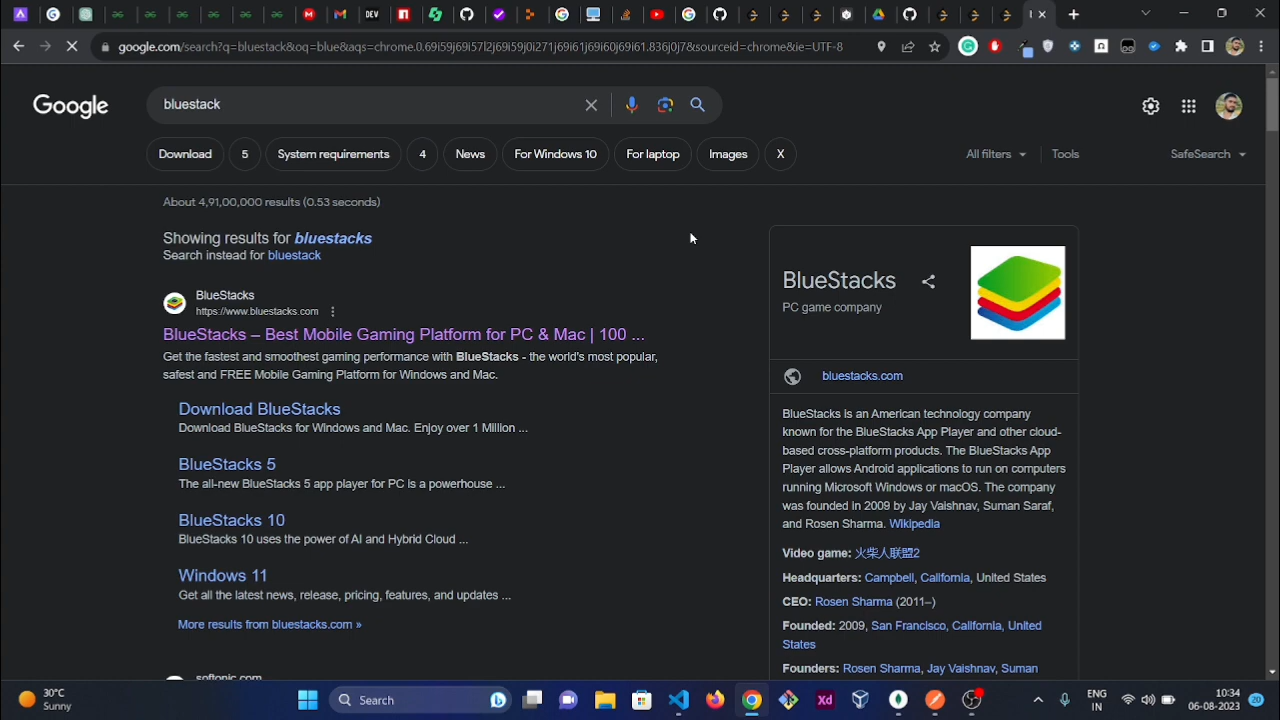 DEV
google.com/search?q=bluestack&oq=blue&aqs=chrome.0.69i59j69i57l2j69i59j0i271j69i61j69i60j69i61.836j0j7&sourceid=chrome&ie=UTF-8
Google
bluestack
Download
5
System requirements
4
News
For Windows 10
For laptop
Images
X
All filters
Tools
SafeSearch
About 4,91,00,000 results (0.53 seconds)
Showing results for bluestacks
Search instead for bluestack
BlueStacks
https://www.bluestacks.com
BlueStacks – Best Mobile Gaming Platform for PC & Mac | 100 ...
Get the fastest and smoothest gaming performance with BlueStacks - the world's most popular,
safest and FREE Mobile Gaming Platform for Windows and Mac.
Download BlueStacks
Download BlueStacks for Windows and Mac. Enjoy over 1 Million ...
BlueStacks 5
The all-new BlueStacks 5 app player for PC is a powerhouse ...
BlueStacks 10
BlueStacks 10 uses the power of AI and Hybrid Cloud ...
Windows 11
Get all the latest news, release, pricing, features, and updates ...
More results from bluestacks.com »
softonic.com
BlueStacks
PC game company
bluestacks.com
BlueStacks is an American technology company
known for the BlueStacks App Player and other cloud-
based cross-platform products. The BlueStacks App
Player allows Android applications to run on computers
running Microsoft Windows or macOS. The company
was founded in 2009 by Jay Vaishnav, Suman Saraf,
and Rosen Sharma. Wikipedia
Video game: 火柴人联盟2
Headquarters: Campbell, California, United States
CEO: Rosen Sharma (2011–)
Founded: 2009, San Francisco, California, United
States
Founders: Rosen Sharma, Jay Vaishnav, Suman
30°C
Sunny
Search
Xd
ENG
IN
10:34
06-08-2023
20